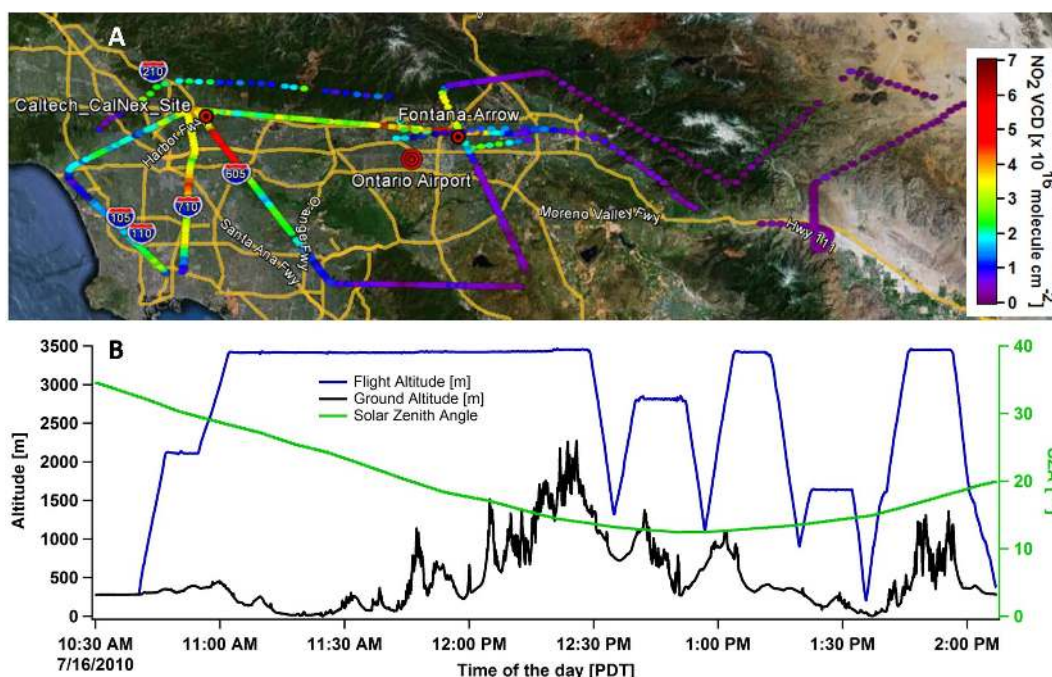 A
210
Caltech_CalNex_Site
Harbor Fwy
Fontana-Arrow
605
Ontario Airport
710
105
110
Orange Fwy
Santa Ana Fwy
Moreno Valley Fwy
Hwy 111
7
6
5
4
3
2
1
0
NO2 VCD [x 10^16 molecule cm^-2]
B
3500
3000
2500
2000
1500
1000
500
0
Altitude [m]
Flight Altitude [m]
Ground Altitude [m]
Solar Zenith Angle
40
30
20
10
0
10:30 AM 11:00 AM 11:30 AM 12:00 PM 12:30 PM 1:00 PM 1:30 PM 2:00 PM
7/16/2010
Time of the day [PDT]